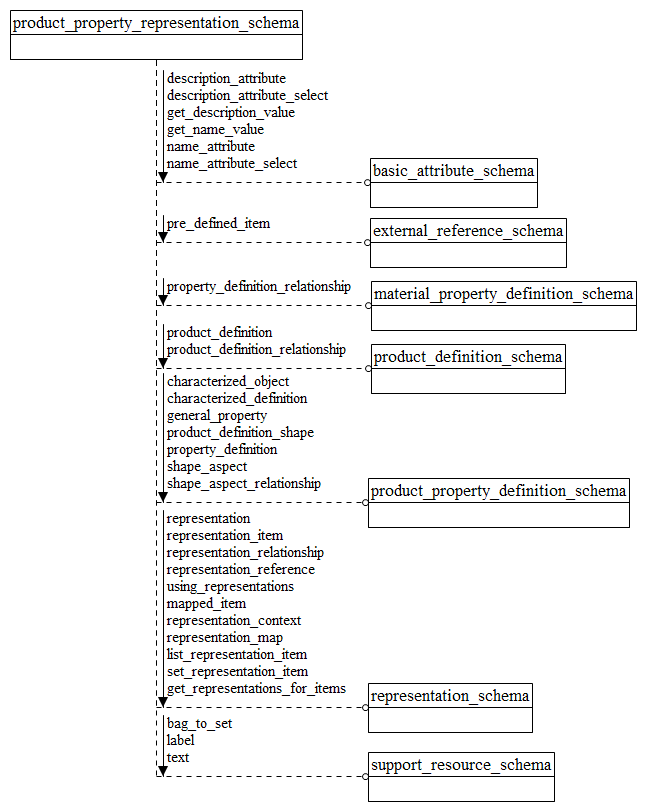 product_property_representation_schema
description_attribute
description_attribute_select
get_description_value
get_name_value
name_attribute
name_attribute_select
basic_attribute_schema
pre_defined_item
external_reference_schema
property_definition_relationship
material_property_definition_schema
product_definition
product_definition_relationship
product_definition_schema
characterized_object
characterized_definition
general_property
product_definition_shape
property_definition
shape_aspect
shape_aspect_relationship
product_property_definition_schema
representation
representation_item
representation_relationship
representation_reference
using_representations
mapped_item
representation_context
representation_map
list_representation_item
set_representation_item
get_representations_for_items
representation_schema
bag_to_set
label
text
support_resource_schema